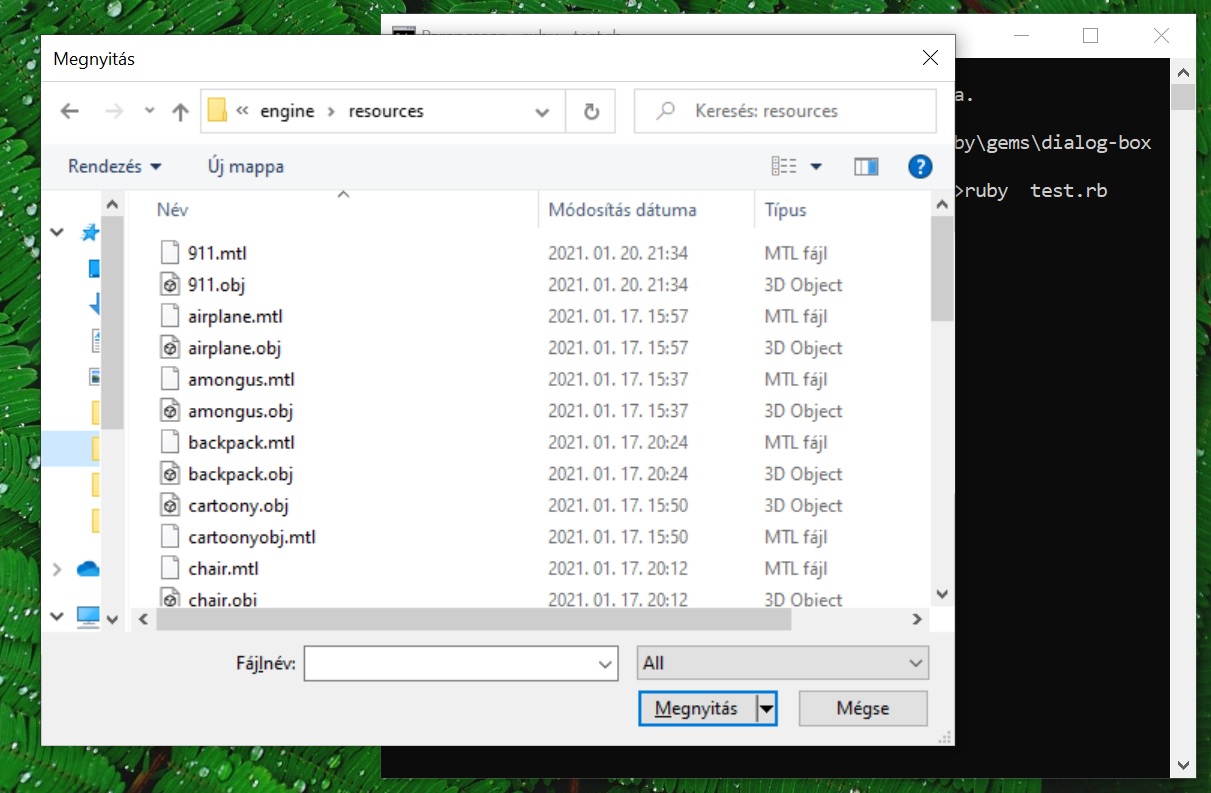 Megnyitás
« engine › resources
Keresés: resources
Rendezés
Új mappa
?
Név Módosítás dátuma Típus
911.mtl 2021. 01. 20. 21:34 MTL fájl
911.obj 2021. 01. 20. 21:34 3D Object
airplane.mtl 2021. 01. 17. 15:57 MTL fájl
airplane.obj 2021. 01. 17. 15:57 3D Object
amongus.mtl 2021. 01. 17. 15:37 MTL fájl
amongus.obj 2021. 01. 17. 15:37 3D Object
backpack.mtl 2021. 01. 17. 20:24 MTL fájl
backpack.obj 2021. 01. 17. 20:24 3D Object
cartoony.obj 2021. 01. 17. 15:50 3D Object
cartoonyobj.mtl 2021. 01. 17. 15:50 MTL fájl
chair.mtl 2021. 01. 17. 20:12 MTL fájl
chair.obj 2021. 01. 17. 20:12 3D Object
Fájlnév:
All
Megnyitás
Mégse
a.
by\gems\dialog-box
>ruby  test.rb